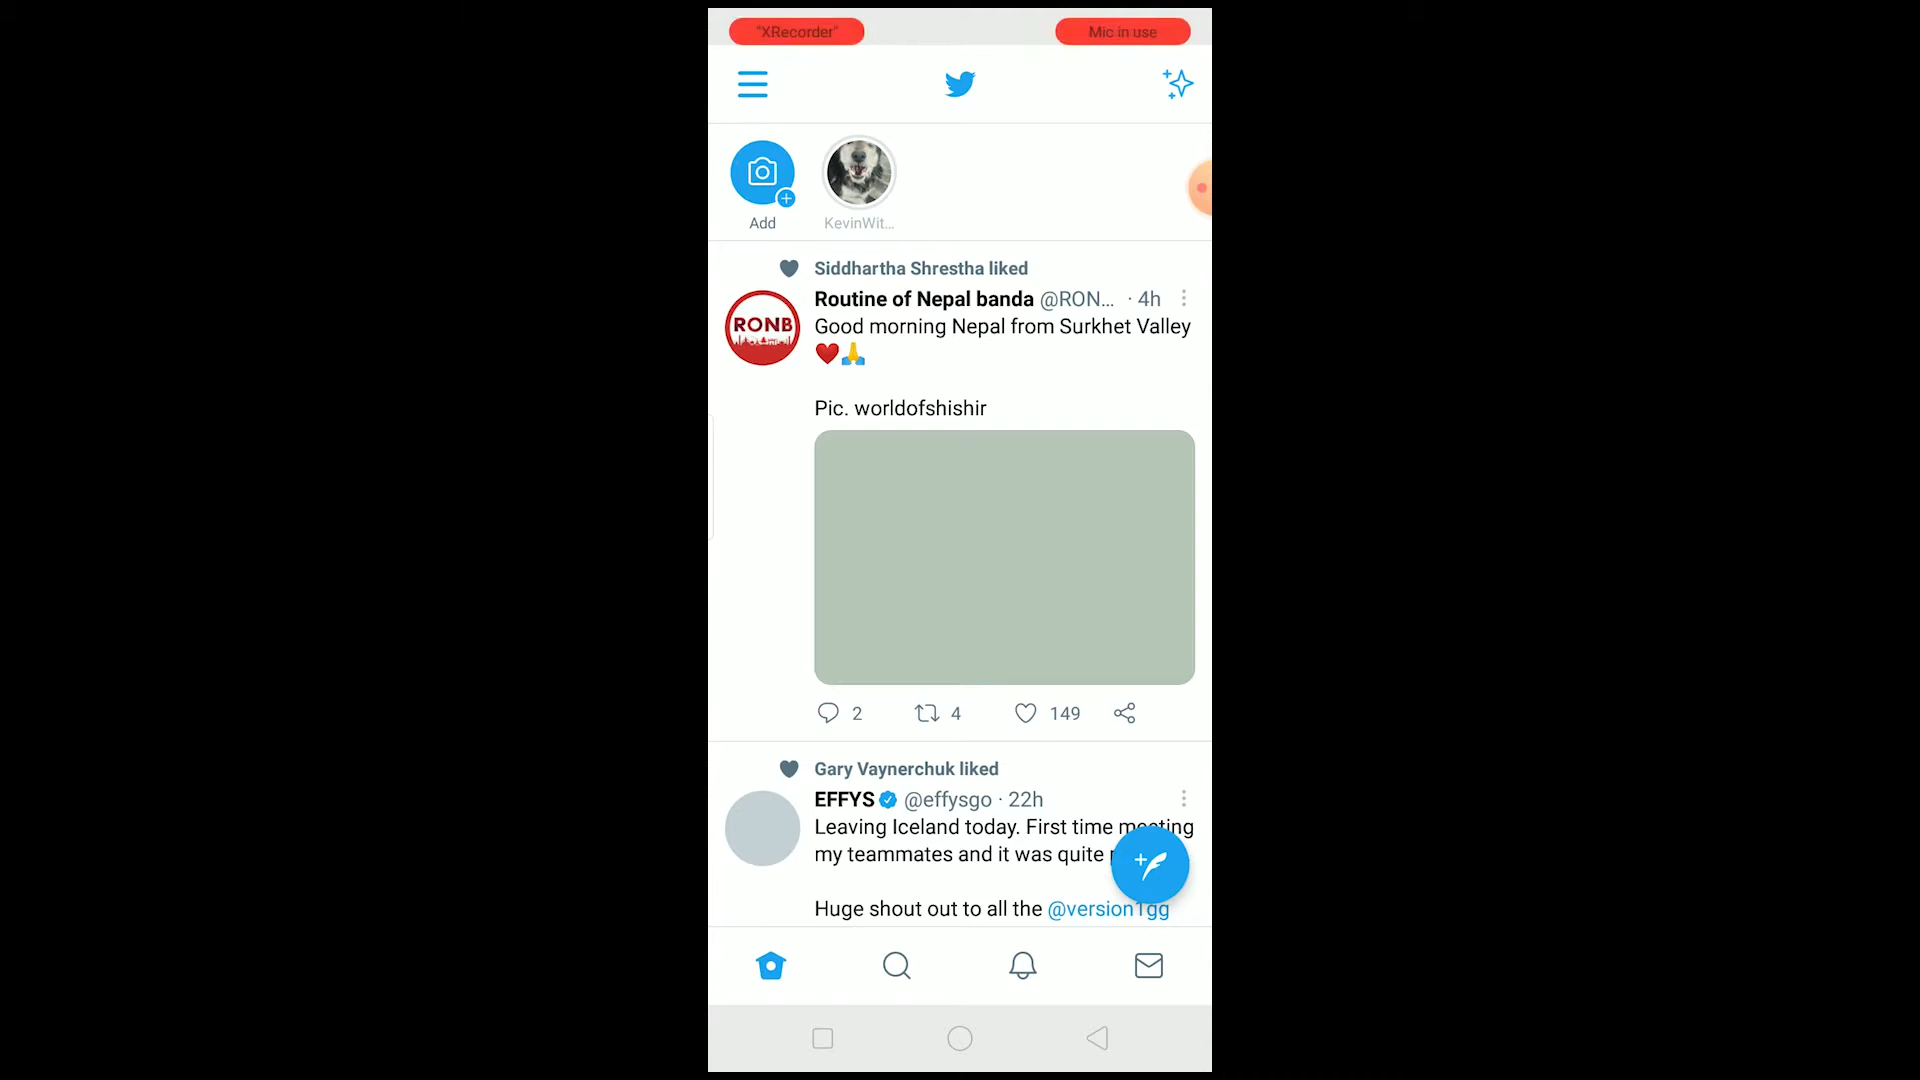 "XRecorder"
Mic in use
Add
KevinWit...
Siddhartha Shrestha liked
Routine of Nepal banda @RON... · 4h
RONB
Good morning Nepal from Surkhet Valley
❤️🙏
Pic. worldofshishir
2
4
149
Gary Vaynerchuk liked
EFFYS @effysgo · 22h
Leaving Iceland today. First time meeting
my teammates and it was quite
Huge shout out to all the @version1gg